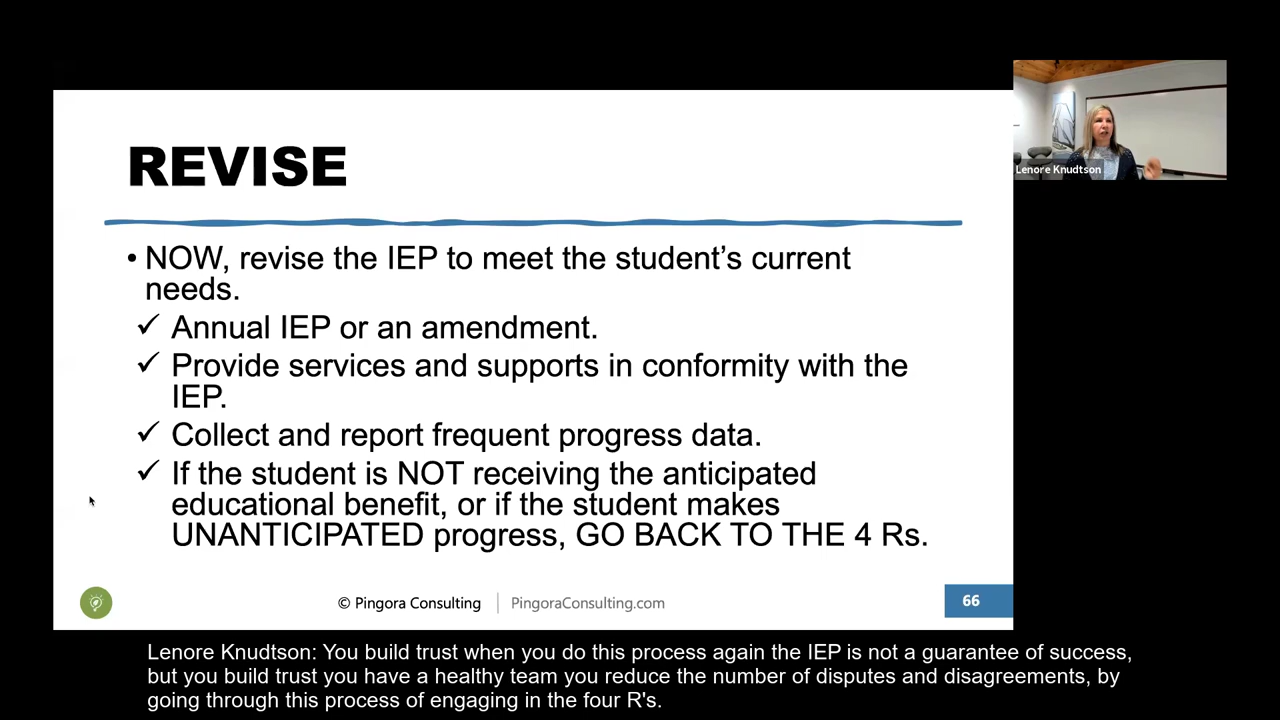 REVISE
• NOW, revise the IEP to meet the student’s current
needs.
✓ Annual IEP or an amendment.
✓ Provide services and supports in conformity with the
IEP.
✓ Collect and report frequent progress data.
✓ If the student is NOT receiving the anticipated
educational benefit, or if the student makes
UNANTICIPATED progress, GO BACK TO THE 4 Rs.
© Pingora Consulting | PingoraConsulting.com
66
Lenore Knudtson
Lenore Knudtson: You build trust when you do this process again the IEP is not a guarantee of success,
but you build trust you have a healthy team you reduce the number of disputes and disagreements, by
going through this process of engaging in the four R's.